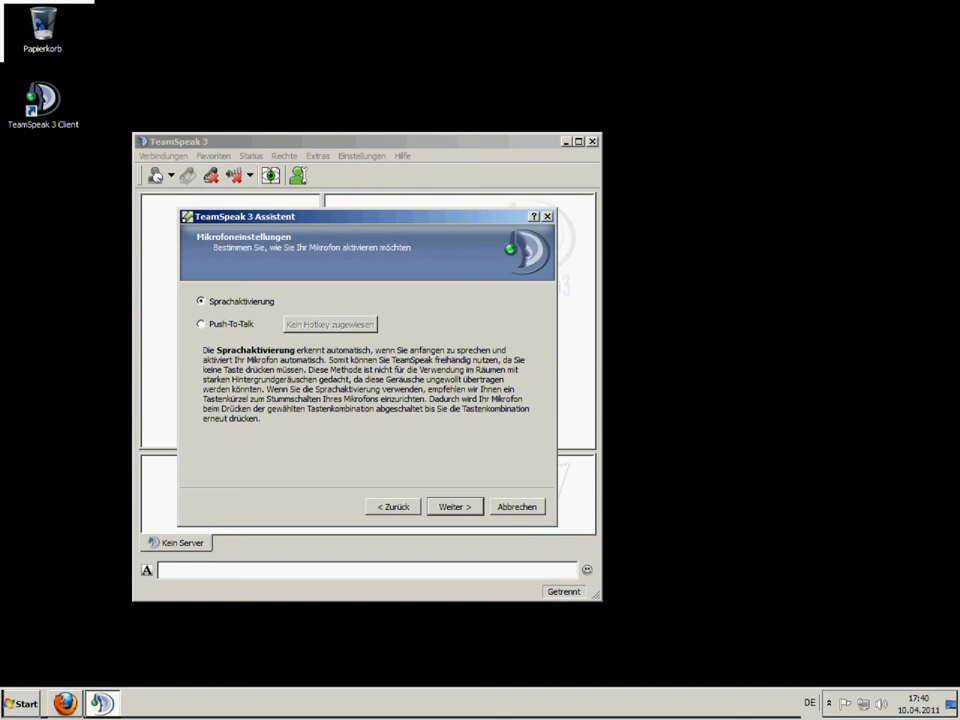 Papierkorb
TeamSpeak 3 Client
TeamSpeak 3
Verbindungen Favoriten Status Rechte Extras Einstellungen Hilfe
TeamSpeak 3 Assistent
Mikrofoneinstellungen
Bestimmen Sie, wie Sie Ihr Mikrofon aktivieren möchten
Sprachaktivierung
Push-To-Talk
Kein Hotkey zugewiesen
Die Sprachaktivierung erkennt automatisch, wenn Sie anfangen zu sprechen und
aktiviert Ihr Mikrofon automatisch. Somit können Sie TeamSpeak freihändig nutzen, da Sie
keine Taste drücken müssen. Diese Methode ist nicht für die Verwendung im Räumen mit
starken Hintergrundgeräuschen gedacht, da diese Geräusche ungewollt übertragen
werden könnten. Wenn Sie die Sprachaktivierung verwenden, empfehlen wir Ihnen ein
Tastenkürzel zum Stummschalten Ihres Mikrofons einzurichten. Dadurch wird Ihr Mikrofon
beim Drücken der gewählten Tastenkombination abgeschaltet bis Sie die Tastenkombination
erneut drücken.
< Zurück Weiter > Abbrechen
Kein Server
A
Getrennt
Start
DE
17:40
10.04.2011